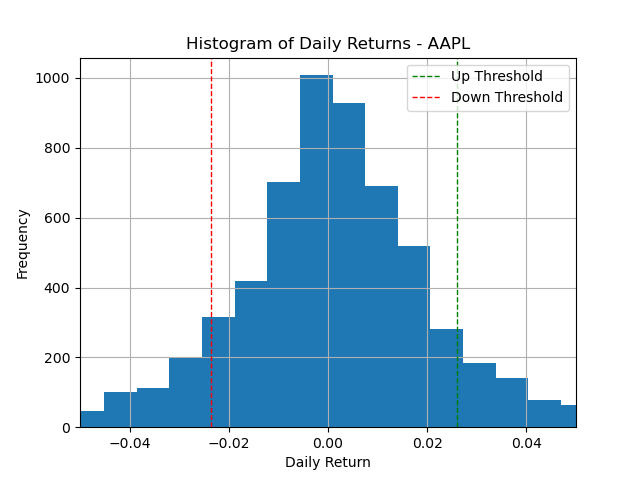 Histogram of Daily Returns - AAPL
Up Threshold
Down Threshold
Frequency
1000
800
600
400
200
0
−0.04
−0.02
0.00
0.02
0.04
Daily Return